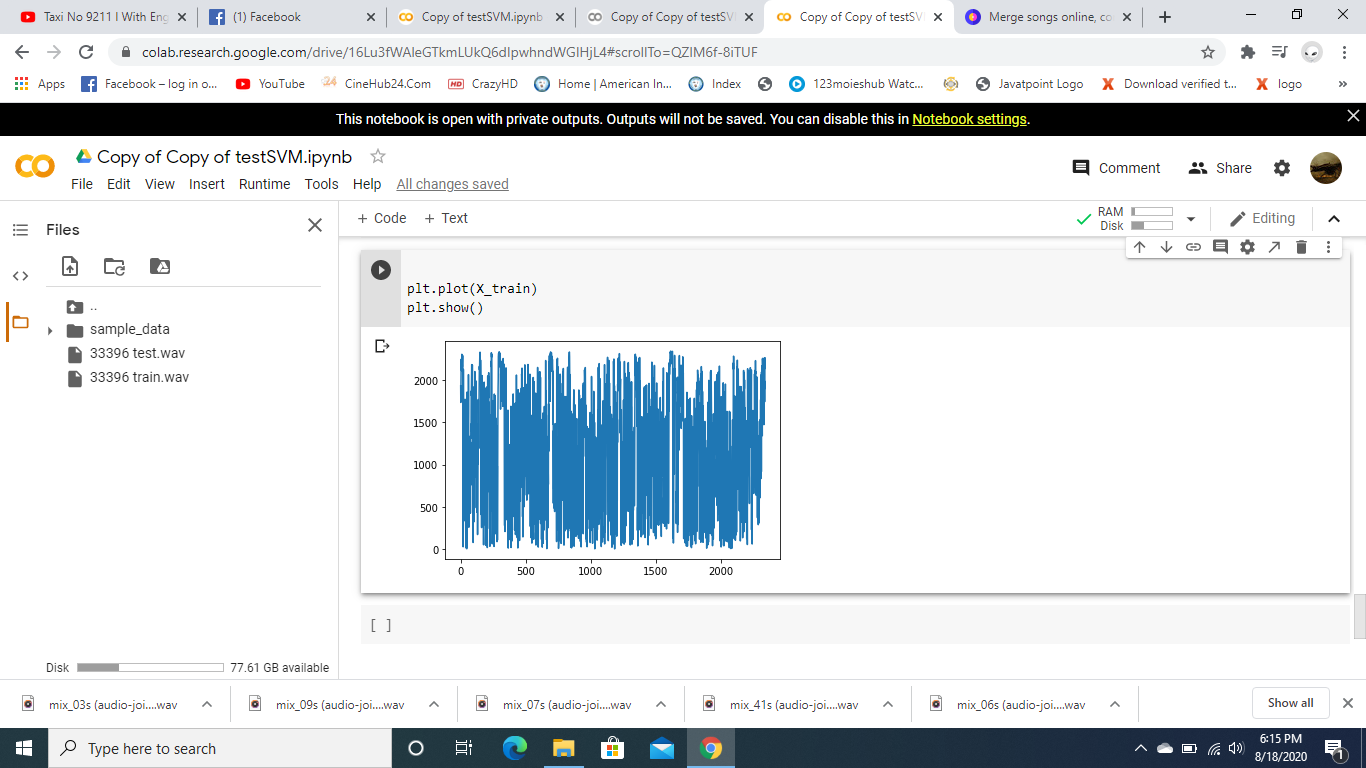 Taxi No 9211 I With Eng
(1) Facebook
Copy of testSVM.ipynb
Copy of Copy of testSV
Copy of Copy of testSV
Merge songs online, co
colab.research.google.com/drive/16Lu3fWAleGTkmLUkQ6dIpwhndWGIHjL4#scrollTo=QZIM6f-8iTUF
Apps
Facebook – log in o...
YouTube
CineHub24.Com
HD CrazyHD
Home | American In...
Index
123moieshub Watc...
Javatpoint Logo
Download verified t...
logo
This notebook is open with private outputs. Outputs will not be saved. You can disable this in Notebook settings.
Copy of Copy of testSVM.ipynb
Comment
Share
File Edit View Insert Runtime Tools Help All changes saved
Files
+ Code + Text
RAM
Disk
Editing
..
sample_data
33396 test.wav
33396 train.wav
plt.plot(X_train)
plt.show()
2000
1500
1000
500
0
0 500 1000 1500 2000
[ ]
Disk
77.61 GB available
mix_03s (audio-joi....wav
mix_09s (audio-joi....wav
mix_07s (audio-joi....wav
mix_41s (audio-joi....wav
mix_06s (audio-joi....wav
Show all
Type here to search
6:15 PM
8/18/2020
1